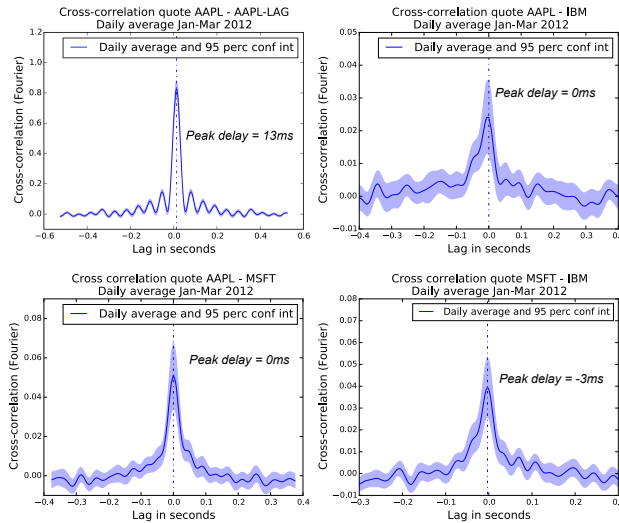 Cross-correlation quote AAPL - AAPL-LAG
Daily average Jan-Mar 2012
Daily average and 95 perc conf int
Peak delay = 13ms
Cross-correlation (Fourier)
1.2
1.0
0.8
0.6
0.4
0.2
0.0
−0.6 −0.4 −0.2 0.0 0.2 0.4 0.6
Lag in seconds
Cross-correlation quote AAPL - IBM
Daily average Jan-Mar 2012
Daily average and 95 perc conf int
Peak delay = 0ms
Cross-correlation (Fourier)
0.05
0.04
0.03
0.02
0.01
0.00
−0.01
−0.4 −0.3 −0.2 −0.1 0.0 0.1 0.2 0.3 0.4
Lag in seconds
Cross correlation quote AAPL - MSFT
Daily average Jan-Mar 2012
Daily average and 95 perc conf int
Peak delay = 0ms
Cross-correlation (Fourier)
0.08
0.06
0.04
0.02
0.00
−0.4 −0.3 −0.2 −0.1 0.0 0.1 0.2 0.3 0.4
Lag in seconds
Cross correlation quote MSFT - IBM
Daily average Jan-Mar 2012
Daily average and 95 perc conf int
Peak delay = -3ms
Cross-correlation (Fourier)
0.08
0.07
0.06
0.05
0.04
0.03
0.02
0.01
0.00
−0.01
−0.3 −0.2 −0.1 0.0 0.1 0.2 0.3
Lag in seconds